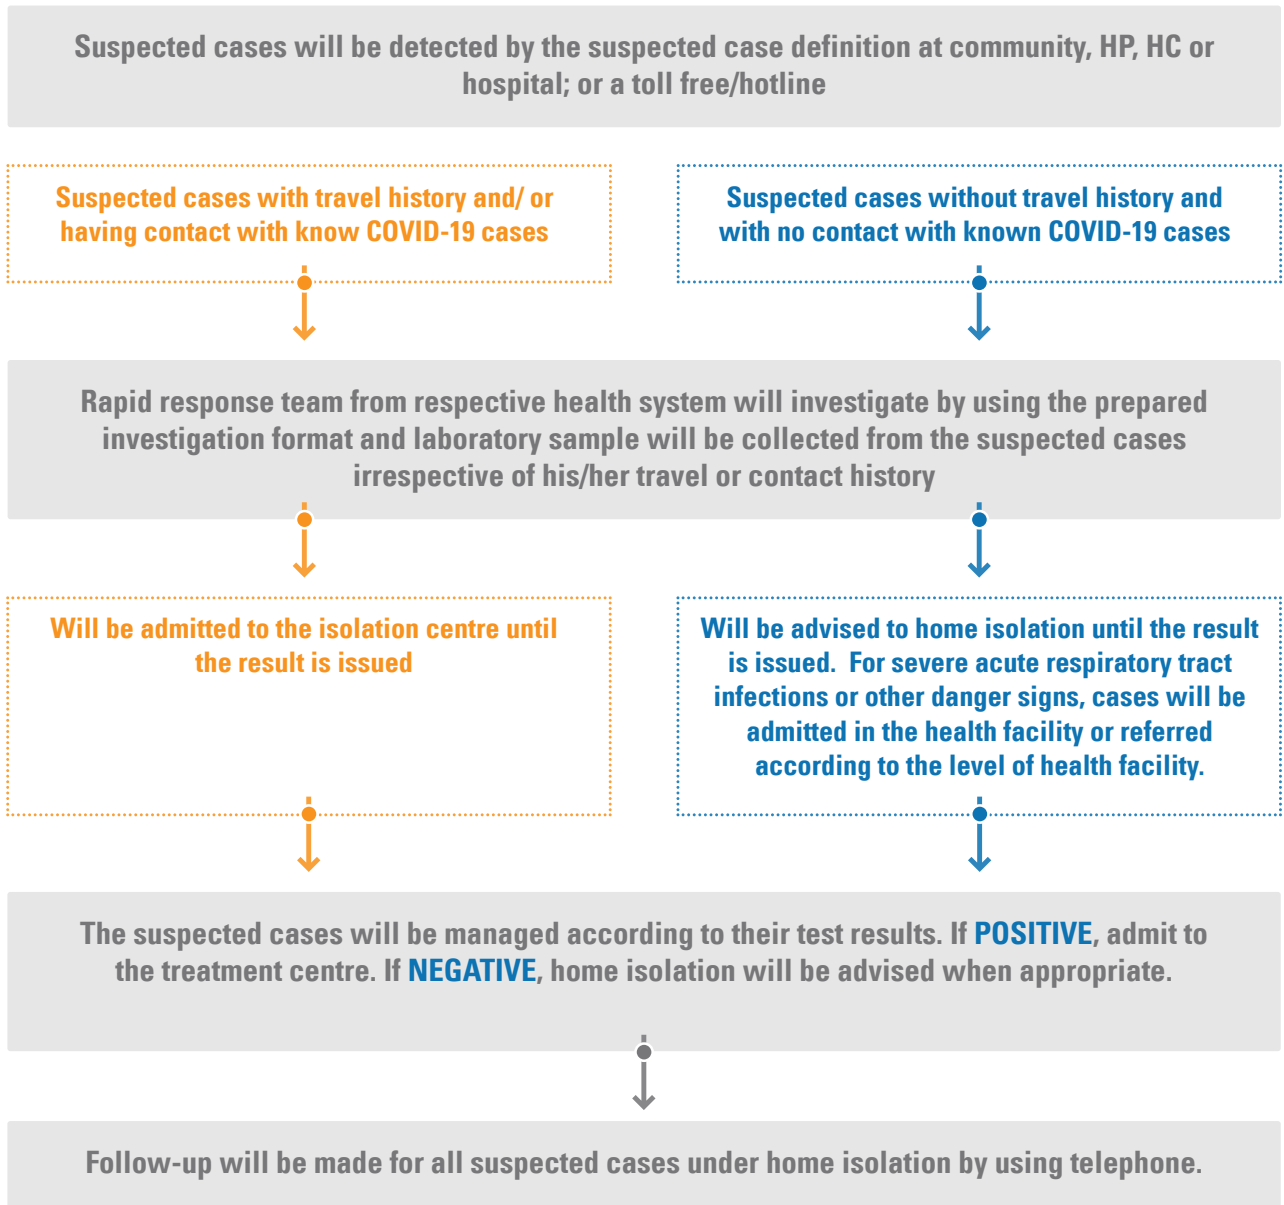 Suspected cases will be detected by the suspected case definition at community, HP, HC or
hospital; or a toll free/hotline
Suspected cases with travel history and/ or
having contact with know COVID-19 cases
Suspected cases without travel history and
with no contact with known COVID-19 cases
Rapid response team from respective health system will investigate by using the prepared
investigation format and laboratory sample will be collected from the suspected cases
irrespective of his/her travel or contact history
Will be admitted to the isolation centre until
the result is issued
Will be advised to home isolation until the result
is issued.  For severe acute respiratory tract
infections or other danger signs, cases will be
admitted in the health facility or referred
according to the level of health facility.
The suspected cases will be managed according to their test results. If POSITIVE, admit to
the treatment centre. If NEGATIVE, home isolation will be advised when appropriate.
Follow-up will be made for all suspected cases under home isolation by using telephone.